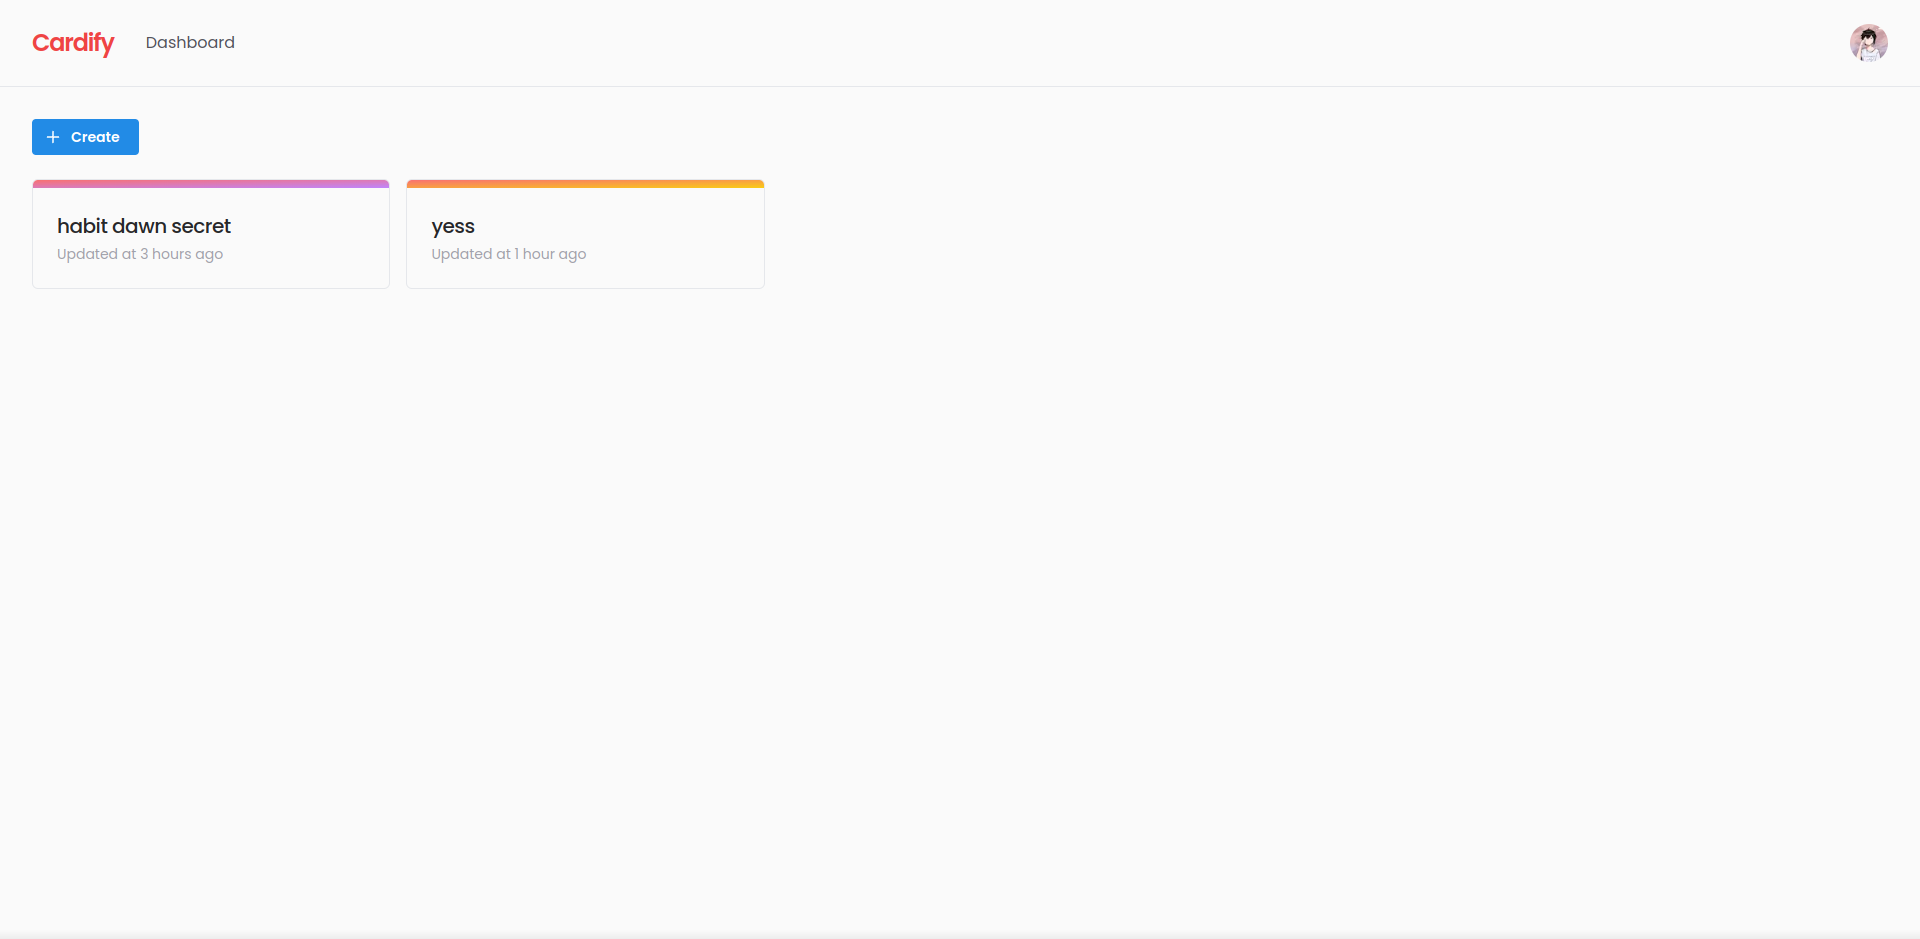 Cardify
Dashboard
Create
habit dawn secret
Updated at 3 hours ago
yess
Updated at 1 hour ago